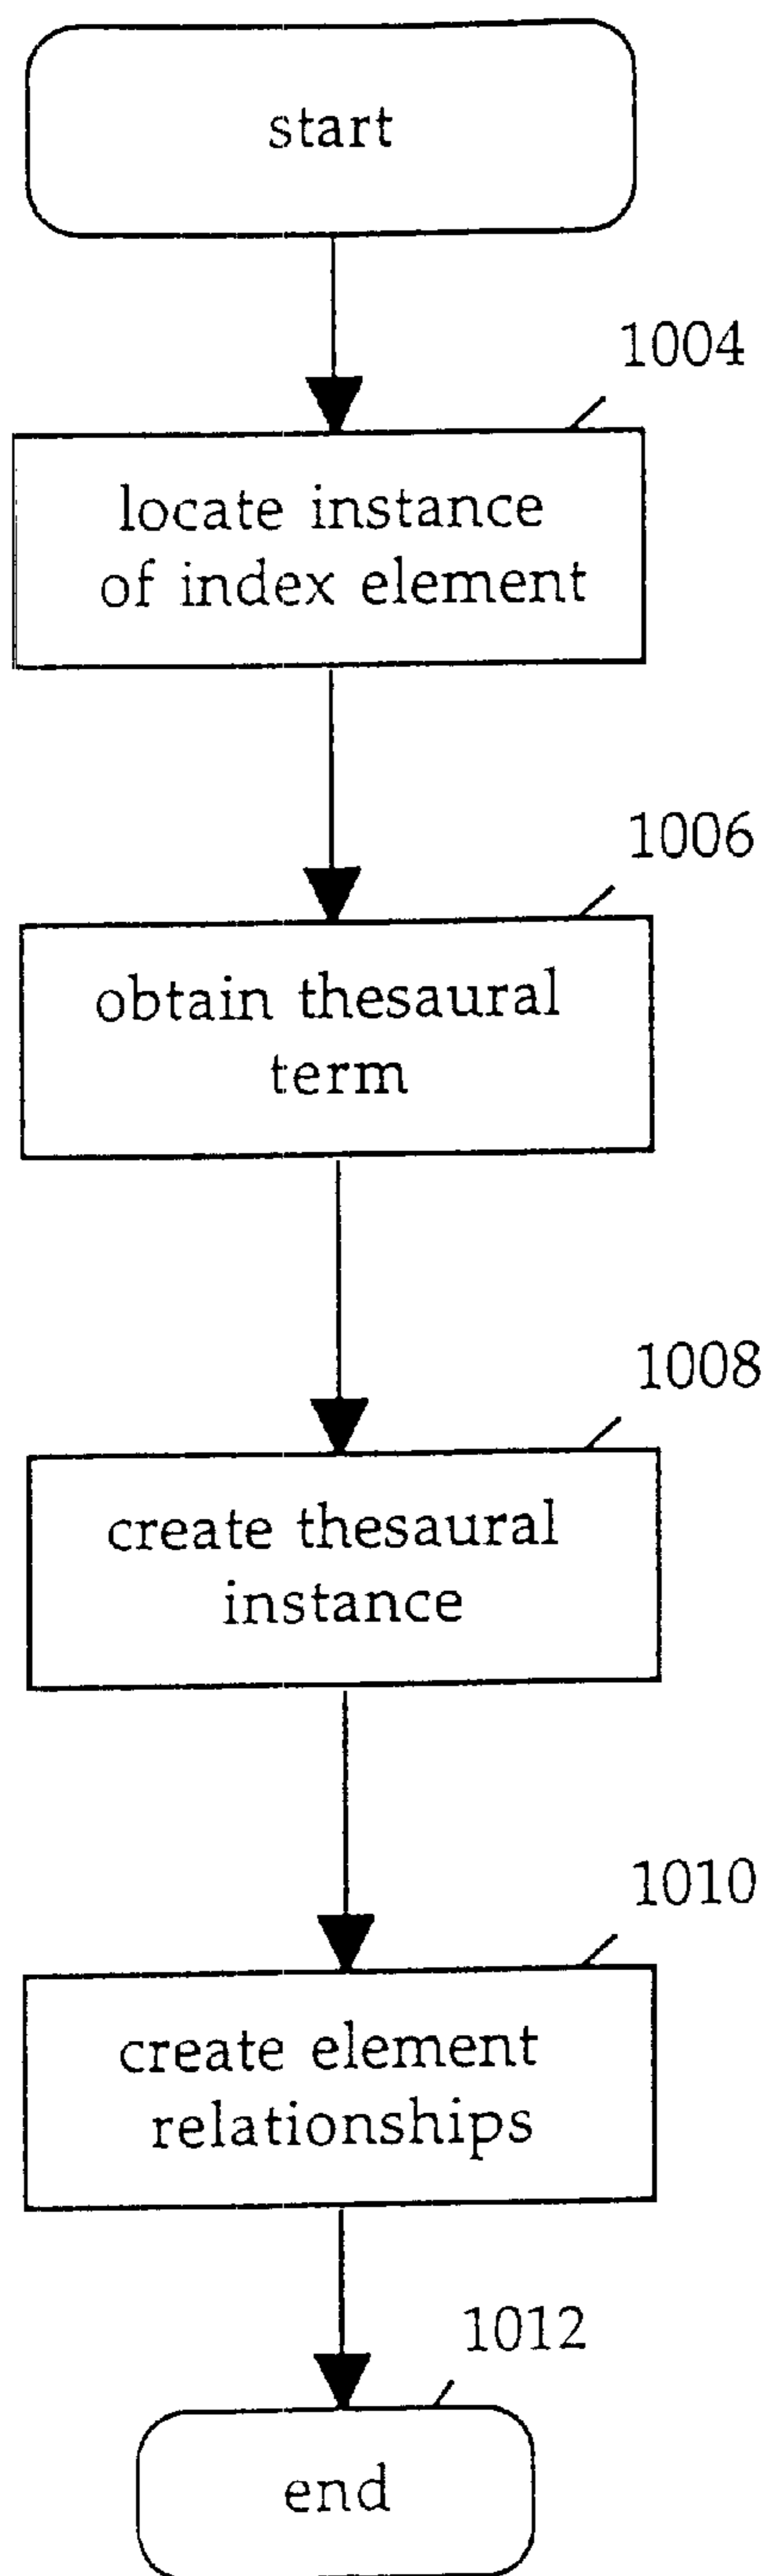 start
1004
locate instance
of index element
1006
obtain thesaural
term
1008
create thesaural
instance
1010
create element
relationships
1012
end